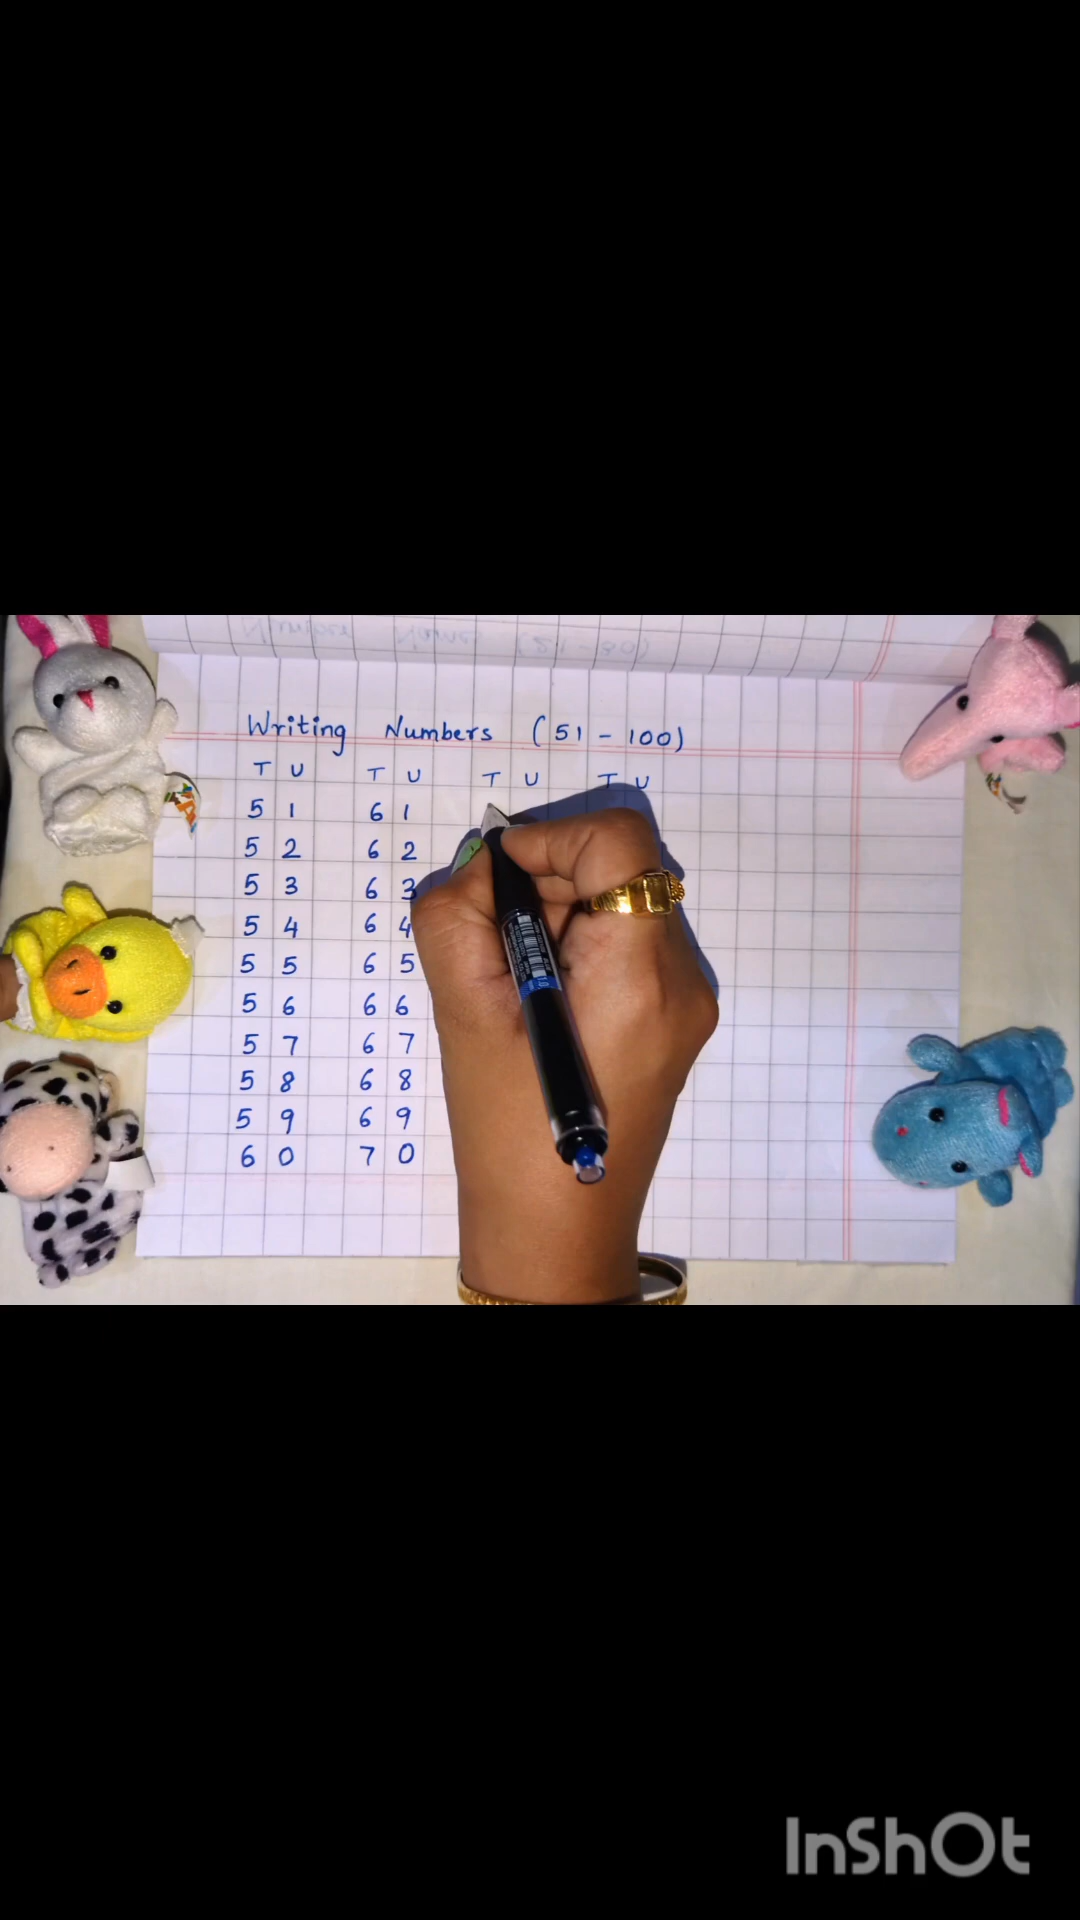 Writing Numbers (51 - 100)
T U T U T U T U
5 1 6 1
5 2 6 2
5 3 6 3
5 4 6 4
5 5 6 5
5 6 6 6
5 7 6 7
5 8 6 8
5 9 6 9
6 0 7 0
InShOt